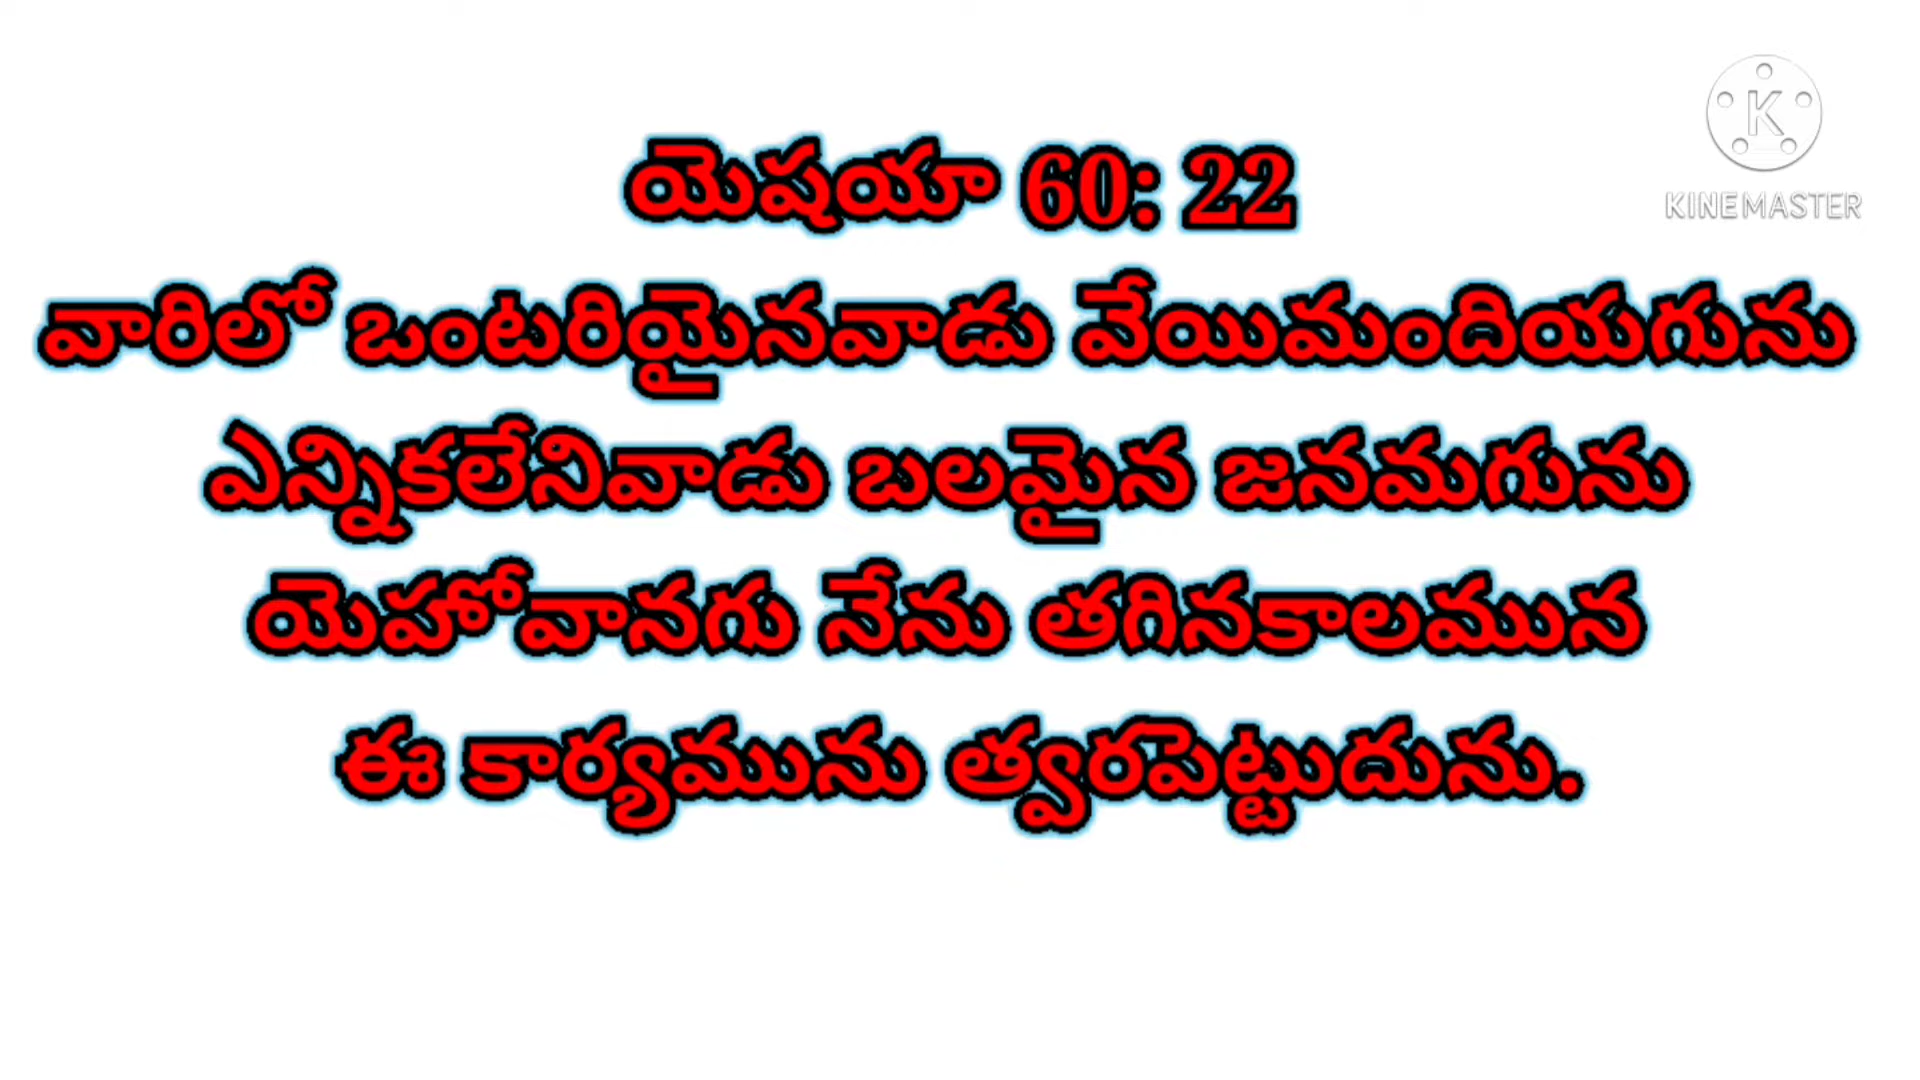 KINEMASTER
యెషయా 60: 22
వారిలో ఒంటరియైనవాడు వేయిమందియగును
ఎన్నికలేనివాడు బలమైన జనమగును
యెహోవానగు నేను తగినకాలమున
ఈ కార్యమును త్వరపెట్టుదును.